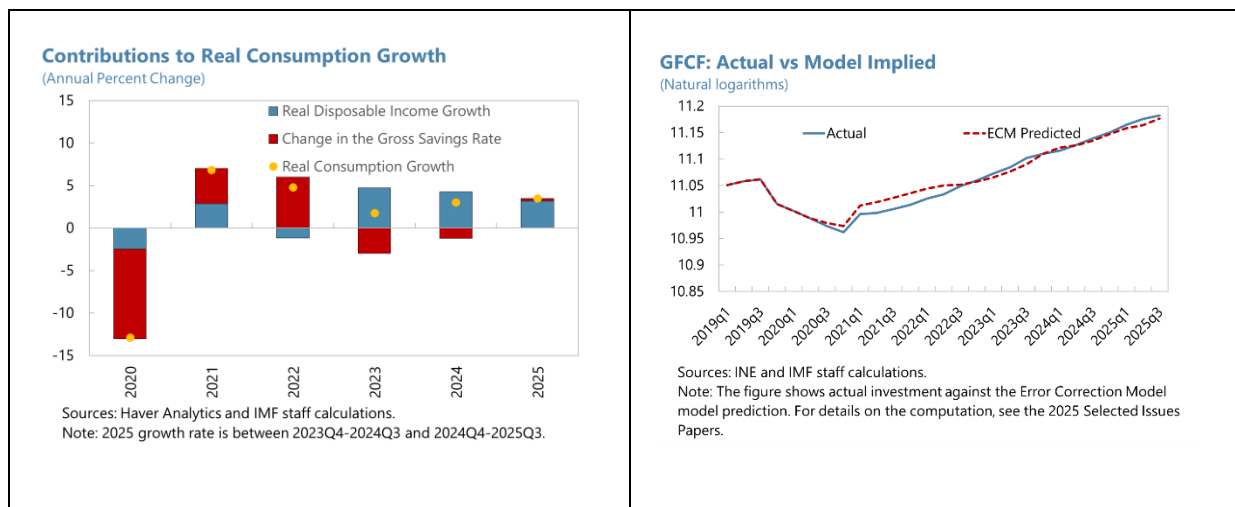 Contributions to Real Consumption Growth
(Annual Percent Change)
15
10
5
0
-5
-10
-15
Real Disposable Income Growth
Change in the Gross Savings Rate
Real Consumption Growth
2020
2021
2022
2023
2024
2025
Sources: Haver Analytics and IMF staff calculations.
Note: 2025 growth rate is between 2023Q4-2024Q3 and 2024Q4-2025Q3.
GFCF: Actual vs Model Implied
(Natural logarithms)
11.2
11.15
11.1
11.05
11
10.95
10.9
10.85
Actual
ECM Predicted
2019q1
2019q3
2020q1
2020q3
2021q1
2021q3
2022q1
2022q3
2023q1
2023q3
2024q1
2024q3
2025q1
2025q3
Sources: INE and IMF staff calculations.
Note: The figure shows actual investment against the Error Correction Model
model prediction. For details on the computation, see the 2025 Selected Issues
Papers.